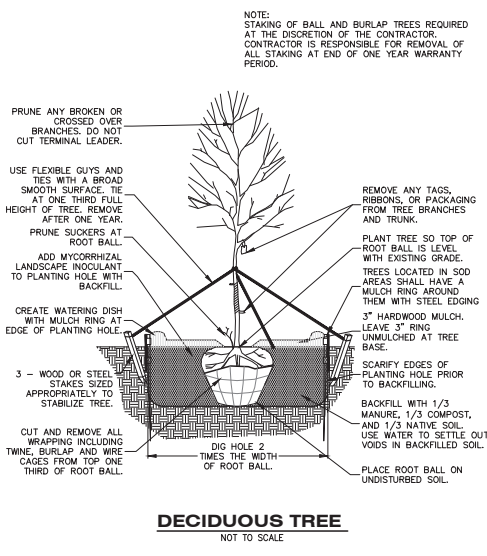 NOTE:
STAKING OF BALL AND BURLAP TREES REQUIRED
AT THE DISCRETION OF THE CONTRACTOR.
CONTRACTOR IS RESPONSIBLE FOR REMOVAL OF
ALL STAKING AT END OF ONE YEAR WARRANTY
PERIOD.
PRUNE ANY BROKEN OR
CROSSED OVER
BRANCHES. DO NOT
CUT TERMINAL LEADER.
USE FLEXIBLE GUYS AND
TIES WITH A BROAD
SMOOTH SURFACE. TIE
AT ONE THIRD FULL
HEIGHT OF TREE. REMOVE
AFTER ONE YEAR.
PRUNE SUCKERS AT
ROOT BALL.
ADD MYCORRHIZAL
LANDSCAPE INOCULANT
TO PLANTING HOLE WITH
BACKFILL.
CREATE WATERING DISH
WITH MULCH RING AT
EDGE OF PLANTING HOLE.
3 - WOOD OR STEEL
STAKES SIZED
APPROPRIATELY TO
STABILIZE TREE.
CUT AND REMOVE ALL
WRAPPING INCLUDING
TWINE, BURLAP AND WIRE
CAGES FROM TOP ONE
THIRD OF ROOT BALL.
DIG HOLE 2
TIMES THE WIDTH
OF ROOT BALL.
REMOVE ANY TAGS,
RIBBONS, OR PACKAGING
FROM TREE BRANCHES
AND TRUNK.
PLANT TREE SO TOP OF
ROOT BALL IS LEVEL
WITH EXISTING GRADE.
TREES LOCATED IN SOD
AREAS SHALL HAVE A
MULCH RING AROUND
THEM WITH STEEL EDGING
3" HARDWOOD MULCH.
LEAVE 3" RING
UNMULCHED AT TREE
BASE.
SCARIFY EDGES OF
PLANTING HOLE PRIOR
TO BACKFILLING.
BACKFILL WITH 1/3
MANURE, 1/3 COMPOST,
AND 1/3 NATIVE SOIL.
USE WATER TO SETTLE OUT
VOIDS IN BACKFILLED SOIL.
PLACE ROOT BALL ON
UNDISTURBED SOIL.
DECIDUOUS TREE
NOT TO SCALE